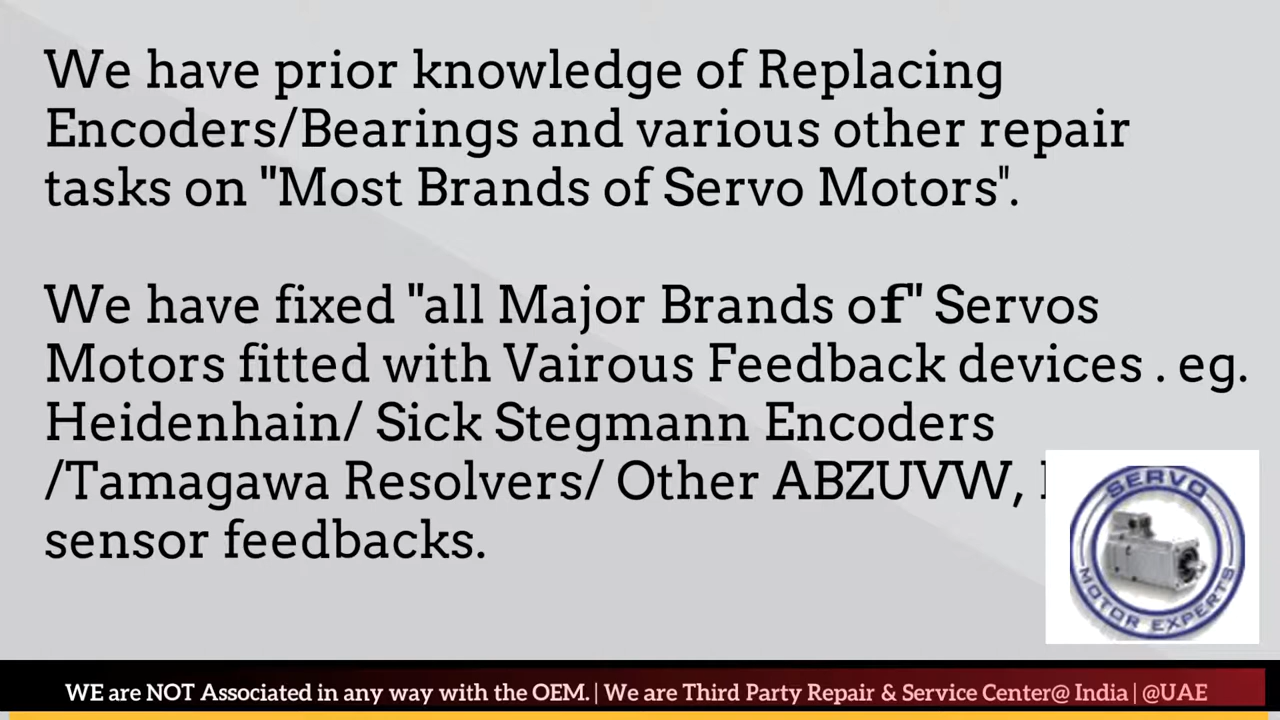 We have prior knowledge of Replacing
Encoders/Bearings and various other repair
tasks on "Most Brands of Servo Motors".
We have fixed "all Major Brands of" Servos
Motors fitted with Vairous Feedback devices . eg.
Heidenhain/ Sick Stegmann Encoders
/Tamagawa Resolvers/ Other ABZUVW,
sensor feedbacks.
SERVO
MOTOR EXPERTS
WE are NOT Associated in any way with the OEM. | We are Third Party Repair & Service Center@ India | @UAE